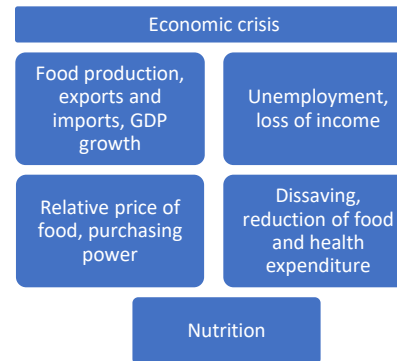 Economic crisis
Food production,
exports and
imports, GDP
growth
Unemployment,
loss of income
Relative price of
food, purchasing
power
Dissaving,
reduction of food
and health
expenditure
Nutrition